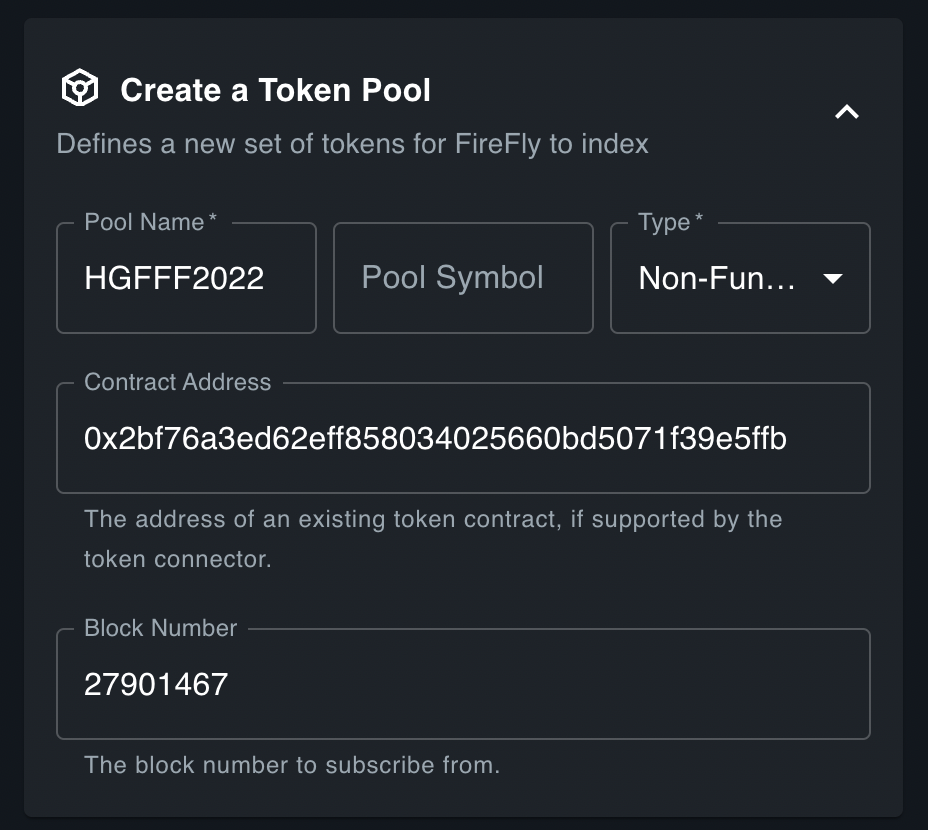 Create a Token Pool
Defines a new set of tokens for FireFly to index
Pool Name *
HGFFF2022
Pool Symbol
Type *
Non-Fun...
Contract Address
0x2bf76a3ed62eff858034025660bd5071f39e5ffb
The address of an existing token contract, if supported by the
token connector.
Block Number
27901467
The block number to subscribe from.